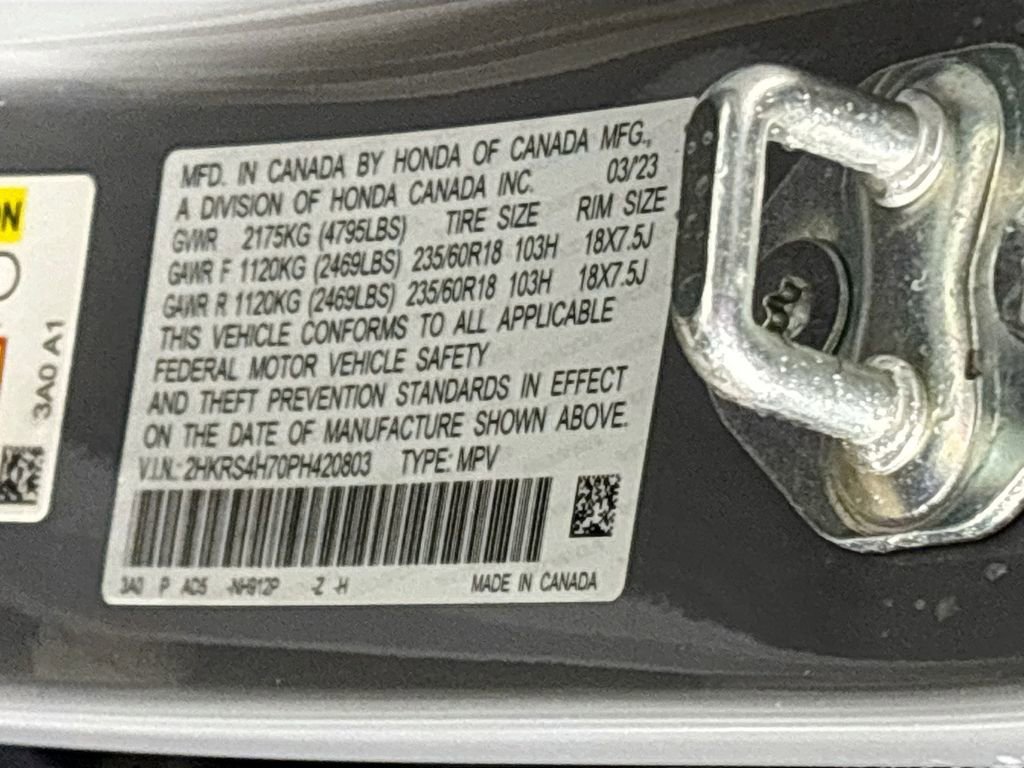 ON
3A0 A1
MFD. IN CANADA BY HONDA OF CANADA MFG.,
A DIVISION OF HONDA CANADA INC. 03/23
GVWR 2175KG (4795LBS) TIRE SIZE RIM SIZE
GAWR F 1120KG (2469LBS) 235/60R18 103H 18X7.5J
GAWR R 1120KG (2469LBS) 235/60R18 103H 18X7.5J
THIS VEHICLE CONFORMS TO ALL APPLICABLE
FEDERAL MOTOR VEHICLE SAFETY
AND THEFT PREVENTION STANDARDS IN EFFECT
ON THE DATE OF MANUFACTURE SHOWN ABOVE.
V.I.N.: 2HKRS4H70PH420803 TYPE: MPV
3A0 P AC5 -NH912P -Z -H MADE IN CANADA